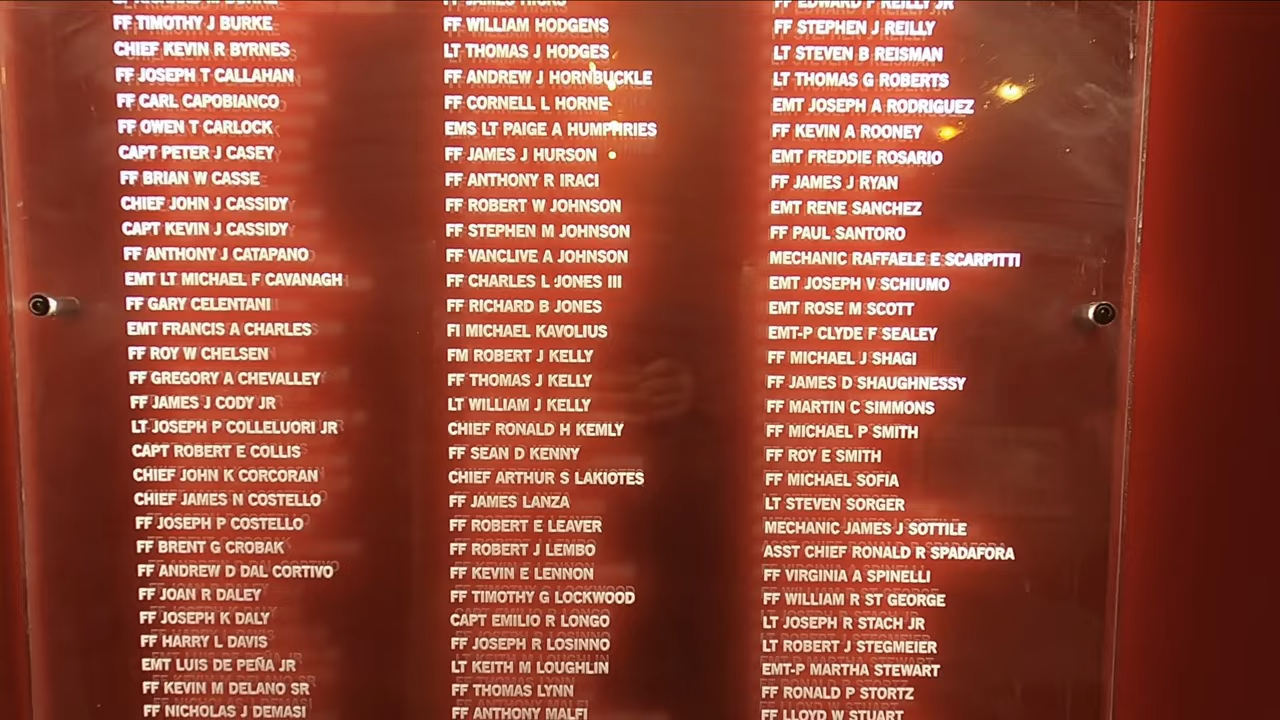 FF TIMOTHY J BURKE
CHIEF KEVIN R BYRNES
FF JOSEPH T CALLAHAN
FF CARL CAPOBIANCO
FF OWEN T CARLOCK
CAPT PETER J CASEY
FF BRIAN W CASSE
CHIEF JOHN J CASSIDY
CAPT KEVIN J CASSIDY
FF ANTHONY J CATAPANO
EMT LT MICHAEL F CAVANAGH
FF GARY CELENTANI
EMT FRANCIS A CHARLES
FF ROY W CHELSEN
FF GREGORY A CHEVALLEY
FF JAMES J CODY JR
LT JOSEPH P COLLELUORI JR
CAPT ROBERT E COLLIS
CHIEF JOHN K CORCORAN
CHIEF JAMES N COSTELLO
FF JOSEPH P COSTELLO
FF BRENT G CROBAK
FF ANDREW D DAL CORTIVO
FF JOAN R DALEY
FF JOSEPH K DALY
FF HARRY L DAVIS
EMT LUIS DE PEÑA JR
FF KEVIN M DELANO SR
FF NICHOLAS J DEMASI
FF JAMES HICKS
FF WILLIAM HODGENS
LT THOMAS J HODGES
FF ANDREW J HORNBUCKLE
FF CORNELL L HORNE
EMS LT PAIGE A HUMPHRIES
FF JAMES J HURSON
FF ANTHONY R IRACI
FF ROBERT W JOHNSON
FF STEPHEN M JOHNSON
FF VANCLIVE A JOHNSON
FF CHARLES L JONES III
FF RICHARD B JONES
FI MICHAEL KAVOLIUS
FM ROBERT J KELLY
FF THOMAS J KELLY
LT WILLIAM J KELLY
CHIEF RONALD H KEMLY
FF SEAN D KENNY
CHIEF ARTHUR S LAKIOTES
FF JAMES LANZA
FF ROBERT E LEAVER
FF ROBERT J LEMBO
FF KEVIN E LENNON
FF TIMOTHY G LOCKWOOD
CAPT EMILIO R LONGO
FF JOSEPH R LOSINNO
LT KEITH M LOUGHLIN
FF THOMAS LYNN
FF ANTHONY MALFI
FF EDWARD F REILLY JR
FF STEPHEN J REILLY
LT STEVEN B REISMAN
LT THOMAS G ROBERTS
EMT JOSEPH A RODRIGUEZ
FF KEVIN A ROONEY
EMT FREDDIE ROSARIO
FF JAMES J RYAN
EMT RENE SANCHEZ
FF PAUL SANTORO
MECHANIC RAFFAELE E SCARPITTI
EMT JOSEPH V SCHIUMO
EMT ROSE M SCOTT
EMT-P CLYDE F SEALEY
FF MICHAEL J SHAGI
FF JAMES D SHAUGHNESSY
FF MARTIN C SIMMONS
FF MICHAEL P SMITH
FF ROY E SMITH
FF MICHAEL SOFIA
LT STEVEN SORGER
MECHANIC JAMES J SOTTILE
ASST CHIEF RONALD R SPADAFORA
FF VIRGINIA A SPINELLI
FF WILLIAM R ST GEORGE
LT JOSEPH R STACH JR
LT ROBERT J STEGMEIER
EMT-P MARTHA STEWART
FF RONALD P STORTZ
FF LLOYD W STUART